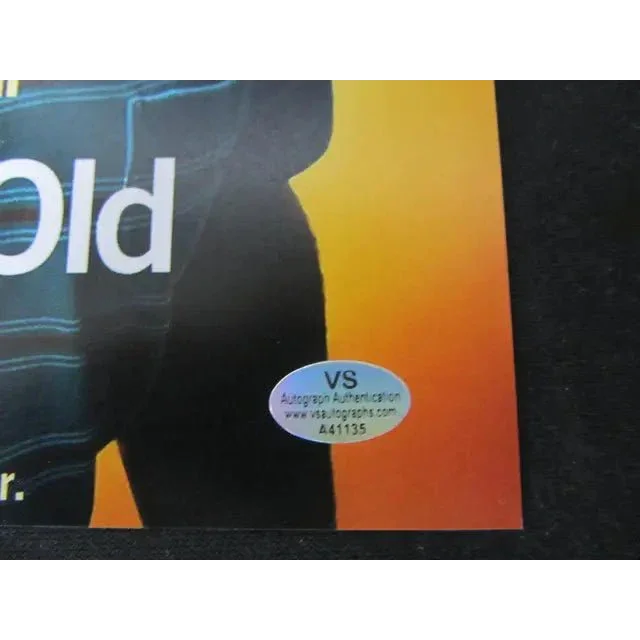 Old
VS
Autograph Authentication
www.vsautographs.com
A41135
r.